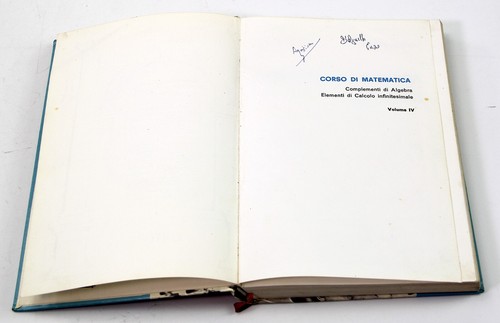 CORSO DI MATEMATICA
Complementi di Algebra
Elementi di Calcolo infinitesimale
Volume IV